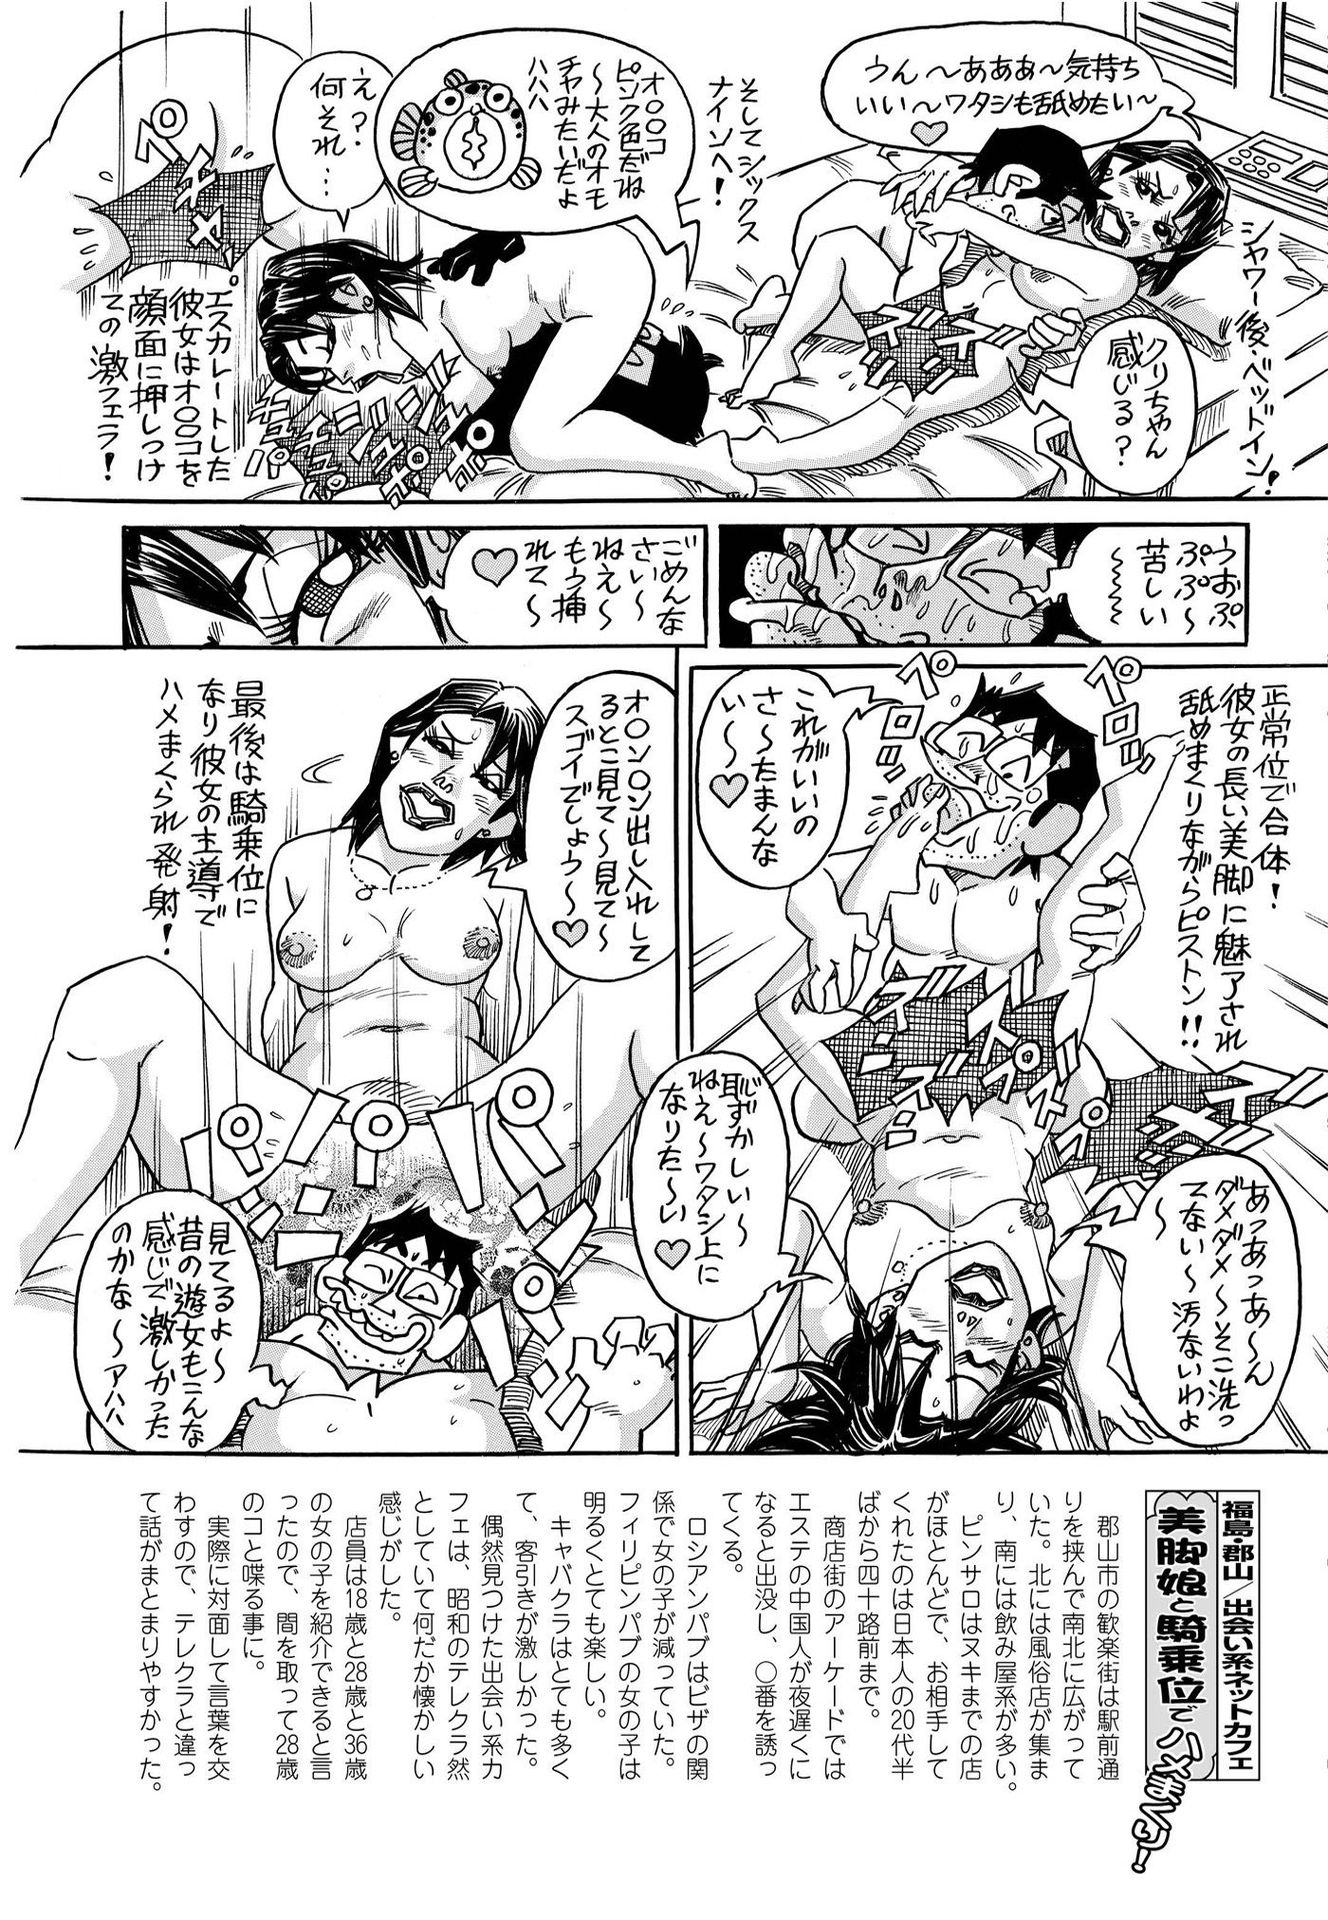 シャワー後、ベッドイン!
うん〜あああ〜気持ち
いい〜ワタシも舐めたい〜
クリちゃん
感じる?
そしてシックス
ナインへ!
オ○○コ
ピンク色だね
〜大人のオモ
チャみたいだよ
ハハハ
え?
何それ…
エスカレートした
彼女はオ○○コを
顔面に押しつけ
ての激フェラ!
うおぷ
ぷぷ〜
苦しい
〜〜
ごめんな
さい〜
ねえ〜
もう挿
れて〜
正常位で合体!
彼女の長い美脚に魅アされ
舐めまくりながらピストン!!
これがいいの
さ〜たまんな
い〜
あっあっあ〜ん
ダメダメ〜そこ洗っ
てない〜汚ないわよ
〜
恥ずかしい〜
ねえ〜ワタシ上に
なりた〜い
オ○ン○ン出し入れして
るとこ見て〜見て〜
スゴイでしょう〜
最後は騎乗位に
なり彼女の主導で
ハメまくられ発射!
見てるよ〜
昔の遊女もこんな
感じで激しかった
のかな〜アハハ
福島・郡山/出会い系ネットカフェ
美脚娘と騎乗位で
ハメまくり!
郡山市の歓楽街は駅前通
りを挟んで南北に広がって
いた。北には風俗店が集ま
り、南には飲み屋系が多い。
ピンサロはヌキまでの店
がほとんどで、お相手して
くれたのは日本人の20代半
ばから四十路前まで。
商店街のアーケードでは
エステの中国人が夜遅くに
なると出没し、○番を誘っ
てくる。
ロシアンパブはビザの関
係で女の子が減っていた。
フィリピンパブの女の子は
明るくとても楽しい。
キャバクラはとても多く
て、客引きが激しかった。
偶然見つけた出会い系カ
フェは、昭和のテレクラ然
としていて何だか懐かしい
感じがした。
店員は18歳と28歳と36歳
の女の子を紹介できると言
ったので、間を取って28歳
のコと喋る事に。
実際に対面して言葉を交
わすので、テレクラと違っ
て話がまとまりやすかった。